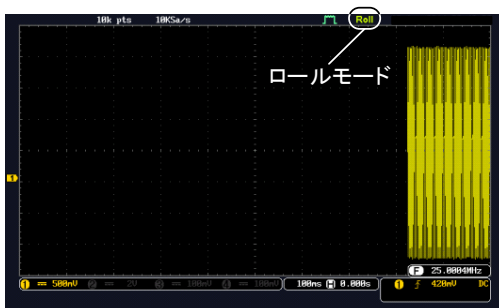 10k pts 10KSa/s Roll
ロールモード
1
F 25.0004MHz
1 500mV 2 2V 3 100mV 4 100mV 100ms H 0.000s 1 420mV DC